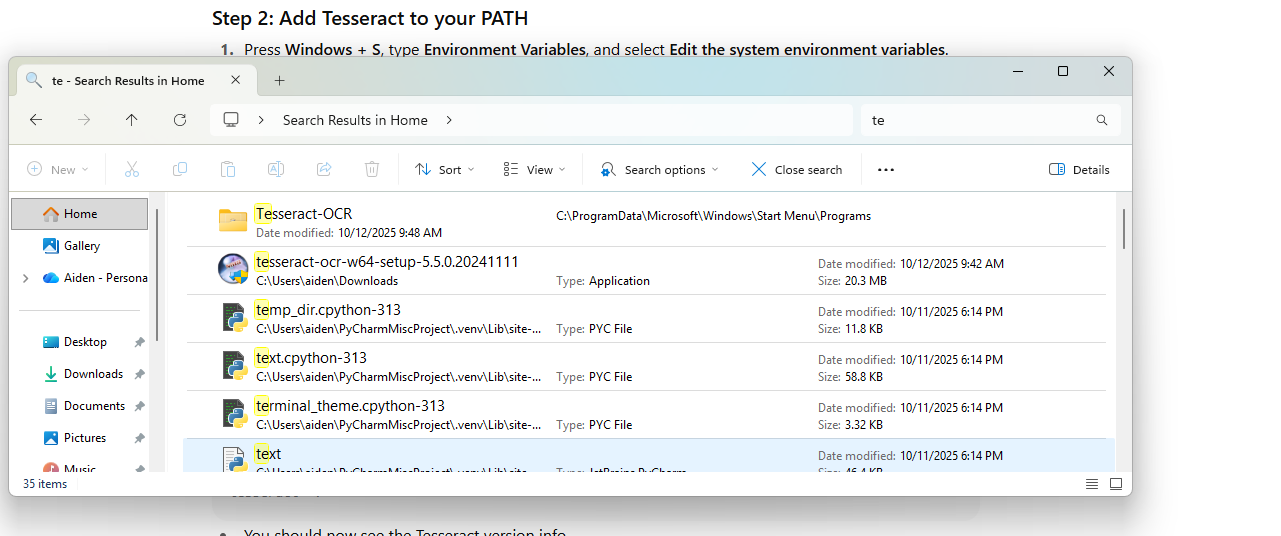 Step 2: Add Tesseract to your PATH
1. Press Windows + S, type Environment Variables, and select Edit the system environment variables.
te - Search Results in Home
Search Results in Home
te
New
Sort
View
Search options
Close search
Details
Home
Gallery
Aiden - Persona
Desktop
Downloads
Documents
Pictures
Music
Tesseract-OCR
C:\ProgramData\Microsoft\Windows\Start Menu\Programs
Date modified: 10/12/2025 9:48 AM
tesseract-ocr-w64-setup-5.5.0.20241111
Date modified: 10/12/2025 9:42 AM
C:\Users\aiden\Downloads
Type: Application
Size: 20.3 MB
temp_dir.cpython-313
Date modified: 10/11/2025 6:14 PM
C:\Users\aiden\PyCharmMiscProject\.venv\Lib\site-...
Type: PYC File
Size: 11.8 KB
text.cpython-313
Date modified: 10/11/2025 6:14 PM
C:\Users\aiden\PyCharmMiscProject\.venv\Lib\site-...
Type: PYC File
Size: 58.8 KB
terminal_theme.cpython-313
Date modified: 10/11/2025 6:14 PM
C:\Users\aiden\PyCharmMiscProject\.venv\Lib\site-...
Type: PYC File
Size: 3.32 KB
text
Date modified: 10/11/2025 6:14 PM
C:\Users\aiden\PyCharmMiscProject\.venv\Lib\site-...
Type: JetBrains PyCharm
Size: 46.4 KB
35 items
You should now see the Tesseract version info